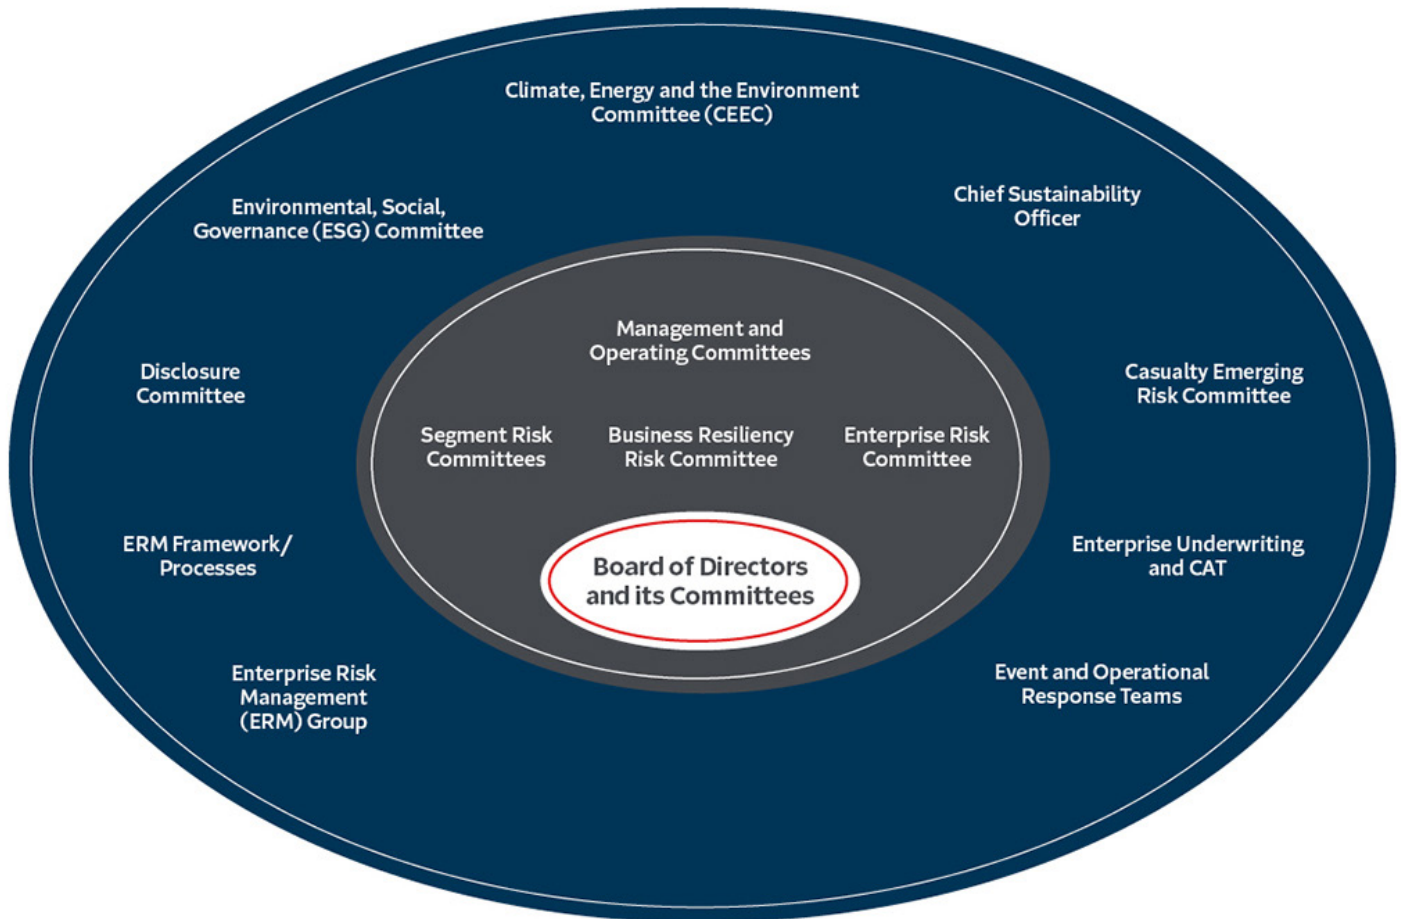 Climate, Energy and the Environment
Committee (CEEC)
Chief Sustainability
Officer
Environmental, Social,
Governance (ESG) Committee
Management and
Operating Committees
Disclosure
Committee
Casualty Emerging
Risk Committee
Segment Risk
Committees
Business Resiliency
Risk Committee
Enterprise Risk
Committee
ERM Framework/
Processes
Enterprise Underwriting
and CAT
Board of Directors
and its Committees
Enterprise Risk
Management
(ERM) Group
Event and Operational
Response Teams